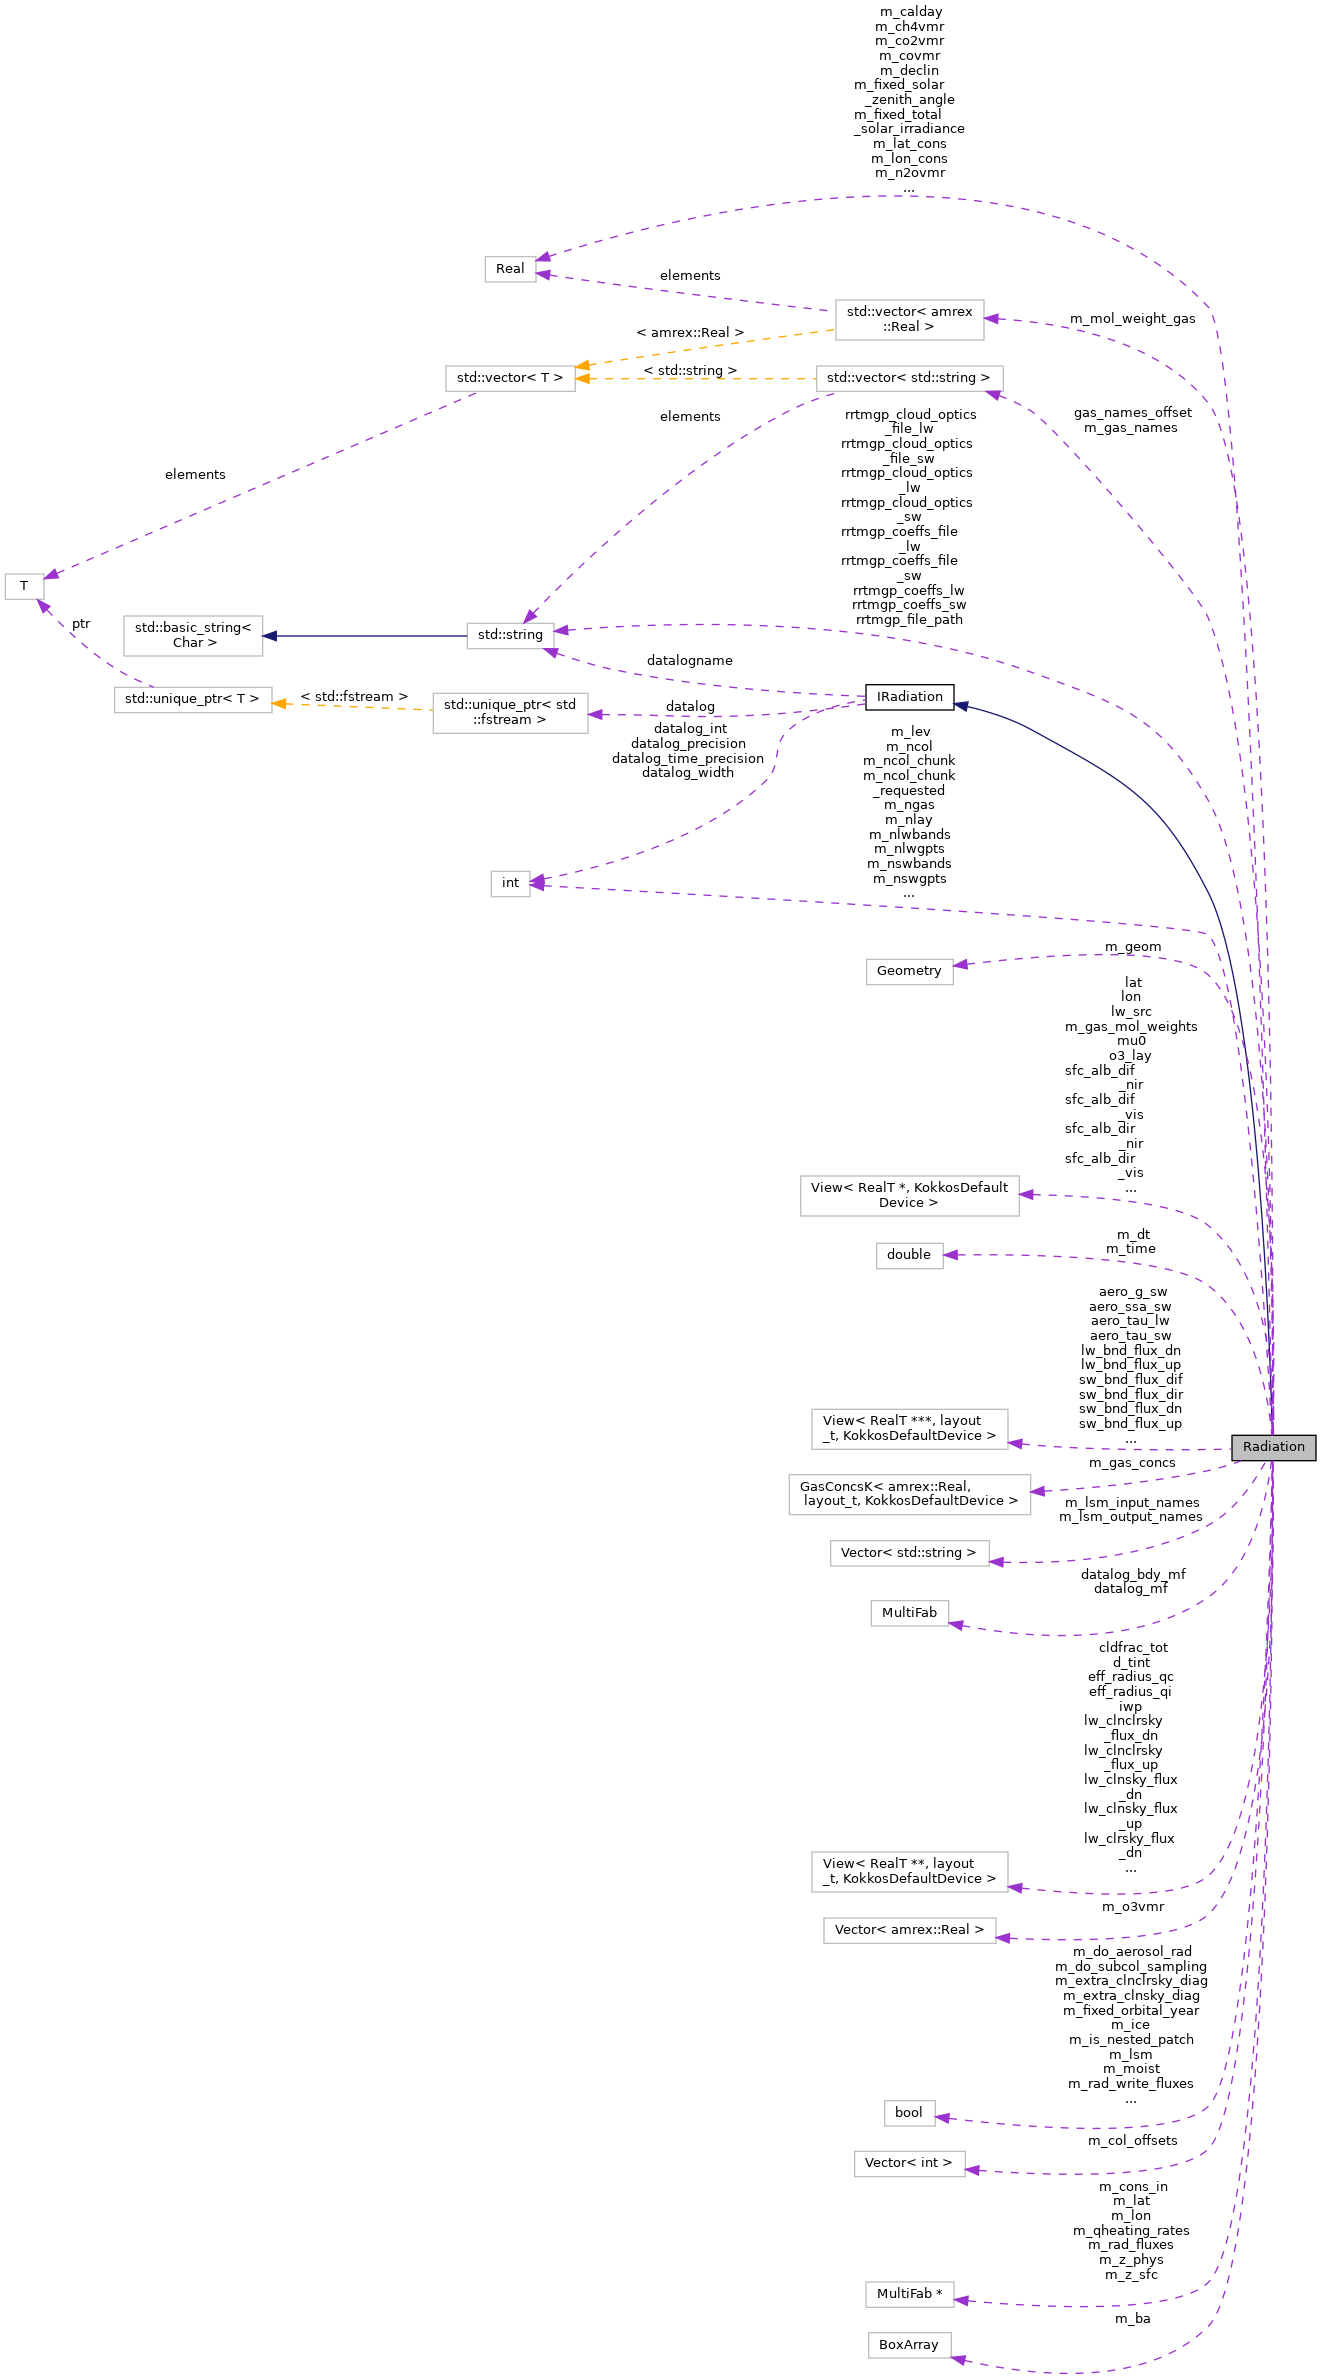 m_calday
m_ch4vmr
m_co2vmr
m_covmr
m_declin
m_fixed_solar
_zenith_angle
m_fixed_total
_solar_irradiance
m_lat_cons
m_lon_cons
m_n2ovmr
...
Real
elements
std::vector< amrex
::Real >
m_mol_weight_gas
< amrex::Real >
std::vector< T >
< std::string >
std::vector< std::string >
elements
gas_names_offset
m_gas_names
rrtmgp_cloud_optics
_file_lw
rrtmgp_cloud_optics
_file_sw
rrtmgp_cloud_optics
_lw
rrtmgp_cloud_optics
_sw
rrtmgp_coeffs_file
_lw
rrtmgp_coeffs_file
_sw
rrtmgp_coeffs_lw
rrtmgp_coeffs_sw
rrtmgp_file_path
elements
T
ptr
std::basic_string<
Char >
std::string
datalogname
std::unique_ptr< T >
< std::fstream >
std::unique_ptr< std
::fstream >
datalog
IRadiation
datalog_int
datalog_precision
datalog_time_precision
datalog_width
m_lev
m_ncol
m_ncol_chunk
m_ncol_chunk
_requested
m_ngas
m_nlay
m_nlwbands
m_nlwgpts
m_nswbands
m_nswgpts
...
int
m_geom
Geometry
lat
lon
lw_src
m_gas_mol_weights
mu0
o3_lay
sfc_alb_dif
_nir
sfc_alb_dif
_vis
sfc_alb_dir
_nir
sfc_alb_dir
_vis
...
View< RealT *, KokkosDefault
Device >
m_dt
m_time
double
aero_g_sw
aero_ssa_sw
aero_tau_lw
aero_tau_sw
lw_bnd_flux_dn
lw_bnd_flux_up
sw_bnd_flux_dif
sw_bnd_flux_dir
sw_bnd_flux_dn
sw_bnd_flux_up
...
View< RealT ***, layout
_t, KokkosDefaultDevice >
Radiation
m_gas_concs
GasConcsK< amrex::Real,
layout_t, KokkosDefaultDevice >
m_lsm_input_names
m_lsm_output_names
Vector< std::string >
datalog_bdy_mf
datalog_mf
MultiFab
cldfrac_tot
d_tint
eff_radius_qc
eff_radius_qi
iwp
lw_clnclrsky
_flux_dn
lw_clnclrsky
_flux_up
lw_clnsky_flux
_dn
lw_clnsky_flux
_up
lw_clrsky_flux
_dn
...
View< RealT **, layout
_t, KokkosDefaultDevice >
m_o3vmr
Vector< amrex::Real >
m_do_aerosol_rad
m_do_subcol_sampling
m_extra_clnclrsky_diag
m_extra_clnsky_diag
m_fixed_orbital_year
m_ice
m_is_nested_patch
m_lsm
m_moist
m_rad_write_fluxes
...
bool
m_col_offsets
Vector< int >
m_cons_in
m_lat
m_lon
m_qheating_rates
m_rad_fluxes
m_z_phys
m_z_sfc
MultiFab *
m_ba
BoxArray